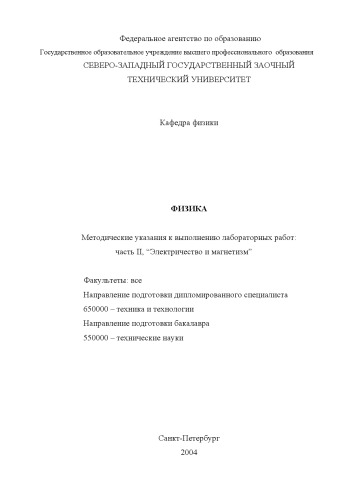 Федеральное агентство по образованию
Государственное образовательное учреждение высшего профессионального образования
СЕВЕРО-ЗАПАДНЫЙ ГОСУДАРСТВЕННЫЙ ЗАОЧНЫЙ
ТЕХНИЧЕСКИЙ УНИВЕРСИТЕТ
Кафедра физики
ФИЗИКА
Методические указания к выполнению лабораторных работ:
часть II, “Электричество и магнетизм”
Факультеты: все
Направление подготовки дипломированного специалиста
650000 – техника и технологии
Направление подготовки бакалавра
550000 – технические науки
Санкт-Петербург
2004